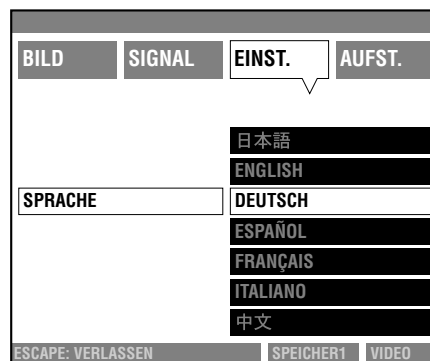 BILD SIGNAL EINST. AUFST.
日本語
ENGLISH
SPRACHE DEUTSCH
ESPAÑOL
FRANÇAIS
ITALIANO
中文
ESCAPE: VERLASSEN SPEICHER1 VIDEO